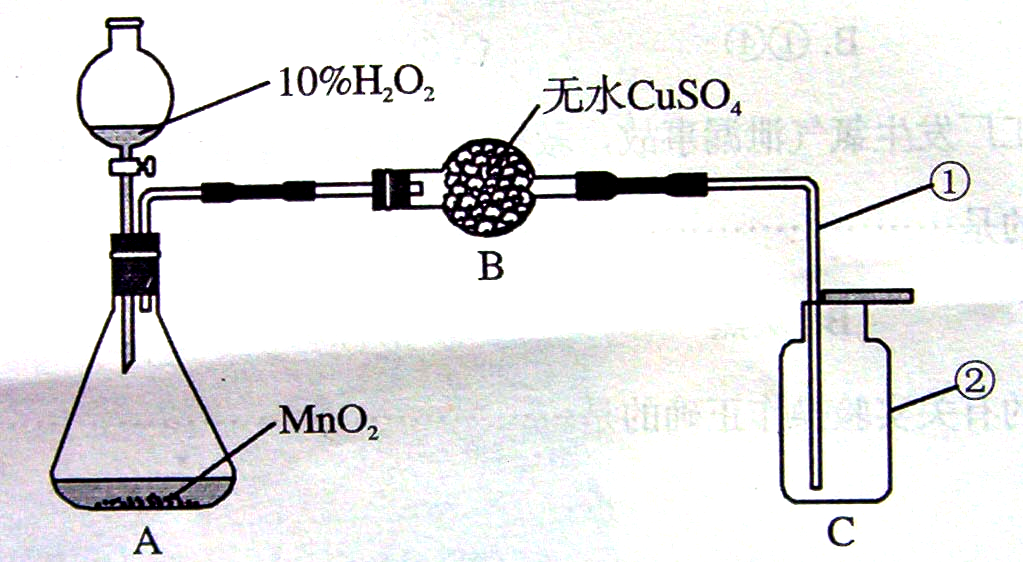 10%H₂O₂
无水CuSO₄
①
B
②
MnO₂
A
C